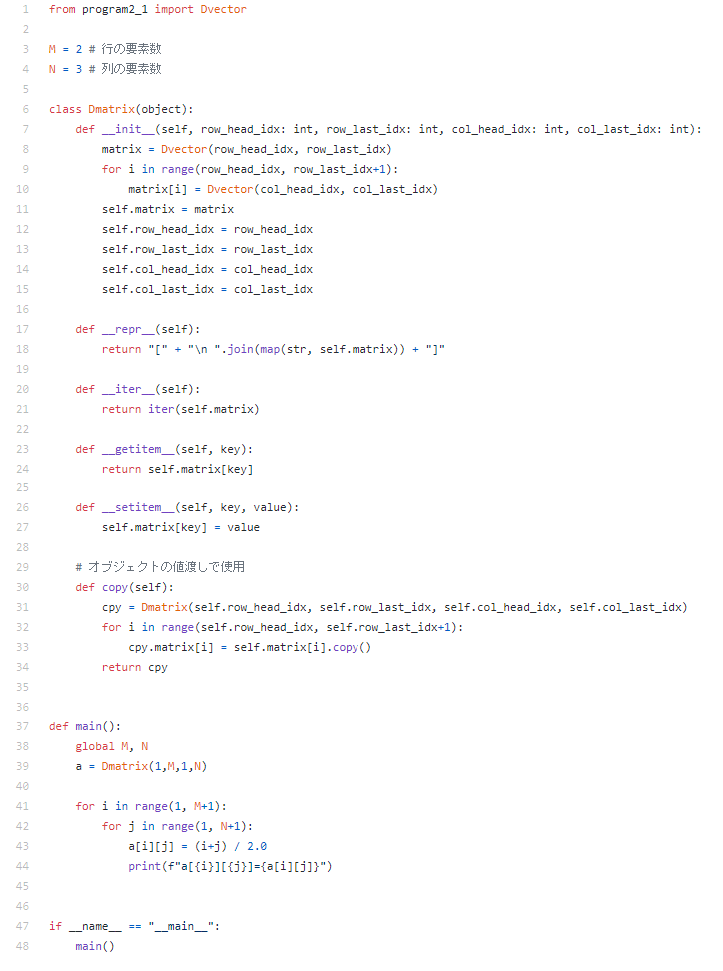 1 from program2_1 import Dvector
2
3 M = 2 # 行の要素数
4 N = 3 # 列の要素数
5
6 class Dmatrix(object):
7     def __init__(self, row_head_idx: int, row_last_idx: int, col_head_idx: int, col_last_idx: int):
8         matrix = Dvector(row_head_idx, row_last_idx)
9         for i in range(row_head_idx, row_last_idx+1):
10             matrix[i] = Dvector(col_head_idx, col_last_idx)
11         self.matrix = matrix
12         self.row_head_idx = row_head_idx
13         self.row_last_idx = row_last_idx
14         self.col_head_idx = col_head_idx
15         self.col_last_idx = col_last_idx
16
17     def __repr__(self):
18         return "[" + "\n ".join(map(str, self.matrix)) + "]"
19
20     def __iter__(self):
21         return iter(self.matrix)
22
23     def __getitem__(self, key):
24         return self.matrix[key]
25
26     def __setitem__(self, key, value):
27         self.matrix[key] = value
28
29     # オブジェクトの値渡しで使用
30     def copy(self):
31         cpy = Dmatrix(self.row_head_idx, self.row_last_idx, self.col_head_idx, self.col_last_idx)
32         for i in range(self.row_head_idx, self.row_last_idx+1):
33             cpy.matrix[i] = self.matrix[i].copy()
34         return cpy
35
36
37 def main():
38     global M, N
39     a = Dmatrix(1,M,1,N)
40
41     for i in range(1, M+1):
42         for j in range(1, N+1):
43             a[i][j] = (i+j) / 2.0
44             print(f"a[{i}][{j}]={a[i][j]}")
45
46
47 if __name__ == "__main__":
48     main()